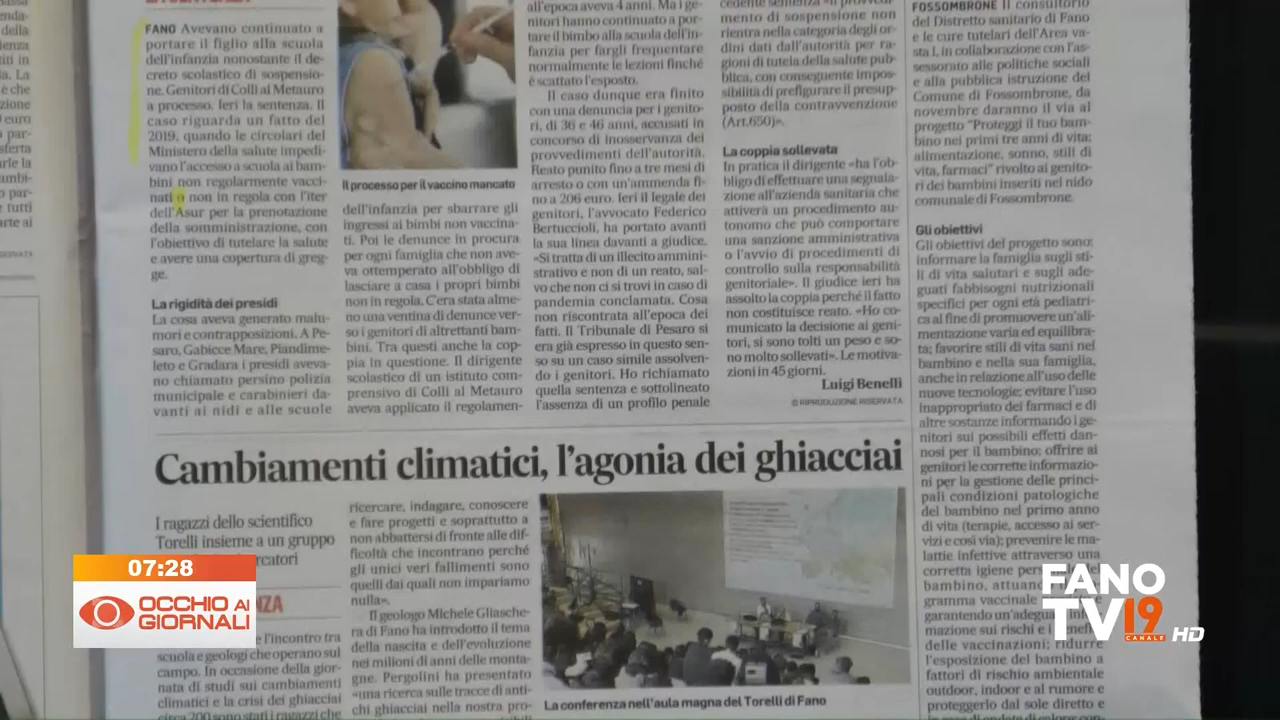 FANO Avevano continuato a
portare il figlio alla scuola
dell'infanzia nonostante il de-
creto scolastico di sospensio-
ne. Genitori di Colli al Metauro
a processo. Ieri la sentenza. Il
caso riguarda un fatto del
2019, quando le circolari del
Ministero della salute impedi-
vano l'accesso a scuola ai bam-
bini non regolarmente vacci-
nati o non in regola con l'iter
dell'Asur per la prenotazione
della somministrazione, con
l'obiettivo di tutelare la salute
e avere una copertura di greg-
ge.
La rigidità dei presidi
La cosa aveva generato malu-
mori e contrapposizioni. A Pe-
saro, Gabicce Mare, Piandime-
leto e Gradara i presidi aveva-
no chiamato persino polizia
municipale e carabinieri da-
vanti ai nidi e alle scuole
Il processo per il vaccino mancato
dell'infanzia per sbarrare gli
ingressi ai bimbi non vaccina-
ti. Poi le denunce in procura
per ogni famiglia che non ave-
va ottemperato all'obbligo di
lasciare a casa i propri bimbi
non in regola. C'era stata alme-
no una ventina di denunce ver-
so i genitori di altrettanti bam-
bini. Tra questi anche la cop-
pia in questione. Il dirigente
scolastico di un istituto com-
prensivo di Colli al Metauro
aveva applicato il regolamen-
all'epoca aveva 4 anni. Ma i ge-
nitori hanno continuato a por-
tare il bimbo alla scuola dell'in-
fanzia per fargli frequentare
normalmente le lezioni finché
è scattato l'esposto.
Il caso dunque era finito
con una denuncia per i genito-
ri, di 36 e 46 anni, accusati in
concorso di inosservanza dei
provvedimenti dell'autorità.
Reato punito fino a tre mesi di
arresto o con un'ammenda fi-
no a 206 euro. Ieri il legale dei
genitori, l'avvocato Federico
Bertuccioli, ha portato avanti
la sua linea davanti a giudice.
«Si tratta di un illecito ammini-
strativo e non di un reato, sal-
vo che non ci si trovi in caso di
pandemia conclamata. Cosa
non riscontrata all'epoca dei
fatti. Il Tribunale di Pesaro si
era già espresso in questo sen-
so su un caso simile assolven-
do i genitori. Ho richiamato
quella sentenza e sottolineato
l'assenza di un profilo penale
mento di sospensione non
rientra nella categoria degli or-
dini dati dall'autorità per ra-
gioni di tutela della salute pub-
blica, con conseguente impos-
sibilità di prefigurare il presup-
posto della contravvenzione
(Art.650)».
La coppia sollevata
In pratica il dirigente «ha l'ob-
bligo di effettuare una segnala-
zione all'azienda sanitaria che
attiverà un procedimento au-
tonomo che può comportare
una sanzione amministrativa
o l'avvio di procedimenti di
controllo sulla responsabilità
genitoriale». Il giudice ieri ha
assolto la coppia perché il fatto
non costituisce reato. «Ho co-
municato la decisione ai geni-
tori, si sono tolti un peso e so-
no molto sollevati». Le motiva-
zioni in 45 giorni.
Luigi Benelli
© RIPRODUZIONE RISERVATA
FOSSOMBRONE Il consultorio
del Distretto sanitario di Fano
e le cure tutelari dell'Area va-
sta 1, in collaborazione con l'as-
sessorato alle politiche sociali
e alla pubblica istruzione del
Comune di Fossombrone, da
novembre daranno il via al
progetto "Proteggi il tuo bam-
bino nei primi tre anni di vita:
alimentazione, sonno, stili di
vita, farmaci" rivolto ai genito-
ri dei bambini inseriti nel nido
comunale di Fossombrone.
Gli obiettivi
Gli obiettivi del progetto sono:
informare la famiglia sugli sti-
li di vita salutari e sugli ade-
guati fabbisogni nutrizionali
specifici per ogni età pediatri-
ca al fine di promuovere un'ali-
mentazione varia ed equilibra-
ta; favorire stili di vita sani nel
bambino e nella sua famiglia,
anche in relazione all'uso delle
nuove tecnologie; evitare l'uso
inappropriato dei farmaci e di
altre sostanze informando i ge-
nitori sui possibili effetti dan-
nosi per il bambino; offrire ai
genitori le corrette informazio-
ni per la gestione delle princi-
pali condizioni patologiche
del bambino nel primo anno
di vita (terapie, accesso ai ser-
vizi e così via); prevenire le ma-
lattie infettive attraverso una
corretta igiene per
bambino, attuand
gramma vaccinale
garantendo un'adegua
mazione sui rischi e i benefi
delle vaccinazioni; ridurre
l'esposizione del bambino a
fattori di rischio ambientale
outdoor, indoor e al rumore e
proteggerlo dal sole diretto e
Cambiamenti climatici, l'agonia dei ghiacciai
I ragazzi dello scientifico
Torelli insieme a un gruppo
rcatori
NZA
e l'incontro tra
scuola e geologi che operano sul
campo. In occasione della gior-
nata di studi sui cambiamenti
climatici e la crisi dei ghiacciai
circa 200 sono stati i ragazzi che
ricercare, indagare, conoscere
e fare progetti e soprattutto a
non abbattersi di fronte alle dif-
ficoltà che incontrano perché
gli unici veri fallimenti sono
quelli dai quali non impariamo
nulla».
Il geologo Michele Gliasche-
ra di Fano ha introdotto il tema
della nascita e dell'evoluzione
nei milioni di anni delle monta-
gne. Pergolini ha presentato
«una ricerca sulle tracce di anti-
chi ghiacciai nella nostra pro-
La conferenza nell'aula magna del Torelli di Fano
07:28
OCCHIO AI
GIORNALI
FANO
TV19
CANALE HD